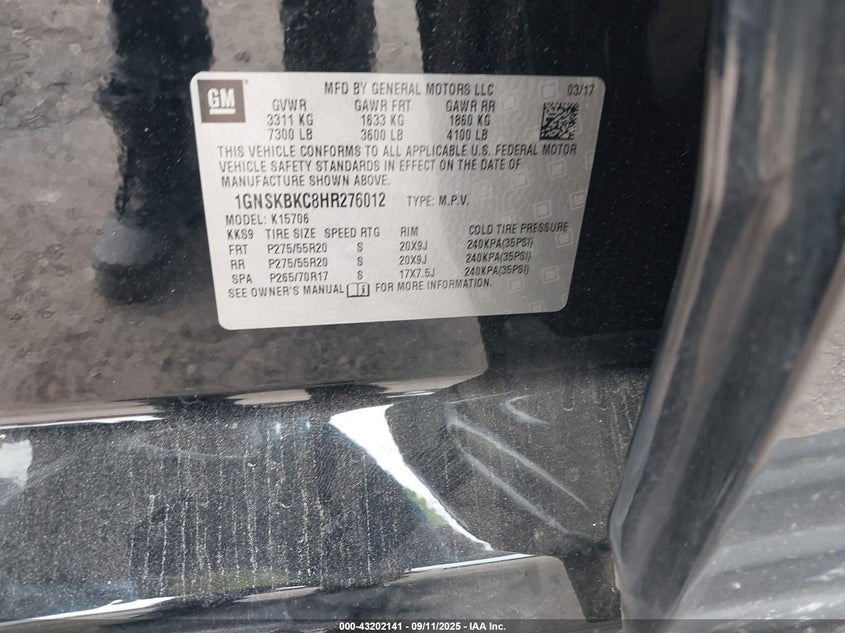 GM
MFD BY GENERAL MOTORS LLC 03/17
GVWR GAWR FRT GAWR RR
3311 KG 1633 KG 1860 KG
7300 LB 3600 LB 4100 LB
THIS VEHICLE CONFORMS TO ALL APPLICABLE U.S. FEDERAL MOTOR
VEHICLE SAFETY STANDARDS IN EFFECT ON THE DATE OF
MANUFACTURE SHOWN ABOVE.
1GNSKBKC8HR276012 TYPE: M.P.V.
MODEL: K15706
KKS9 TIRE SIZE SPEED RTG RIM COLD TIRE PRESSURE
FRT P275/55R20 S 20X9J 240KPA(35PSI)
RR P275/55R20 S 20X9J 240KPA(35PSI)
SPA P265/70R17 S 17X7.5J 240KPA(35PSI)
SEE OWNER'S MANUAL FOR MORE INFORMATION.
000-43202141 - 09/11/2025 - IAA Inc.